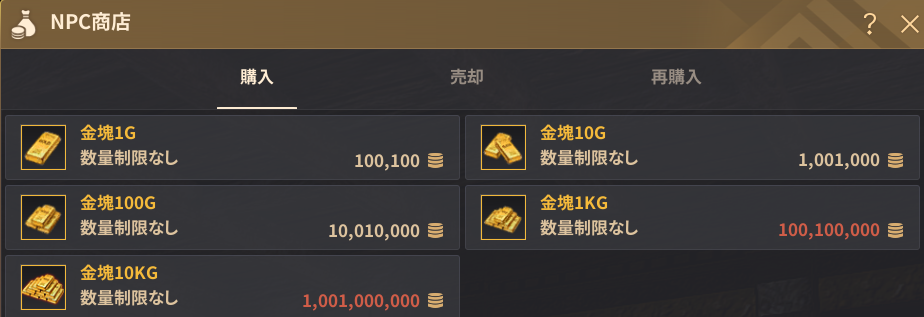 NPC商店
?
購入 売却 再購入
金塊1G
数量制限なし 100,100
金塊10G
数量制限なし 1,001,000
金塊100G
数量制限なし 10,010,000
金塊1KG
数量制限なし 100,100,000
金塊10KG
数量制限なし 1,001,000,000